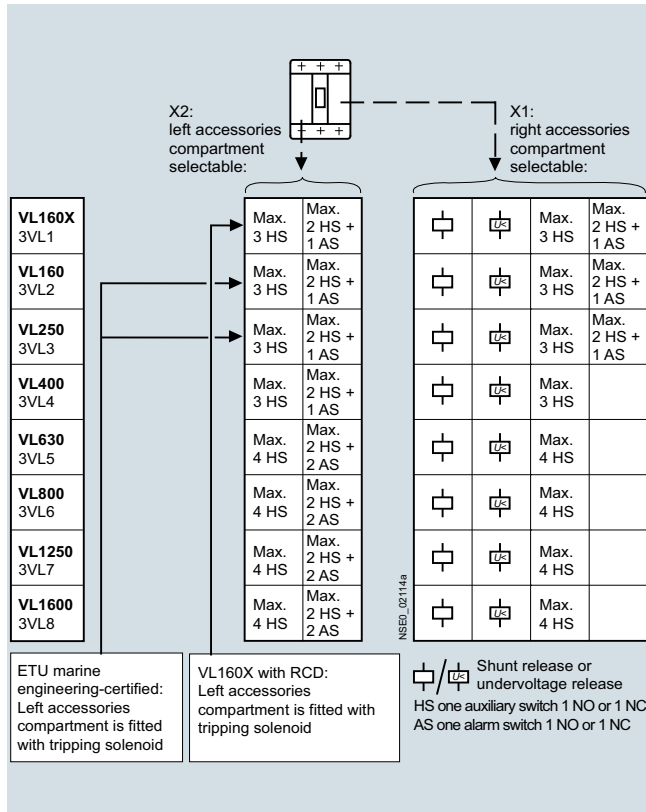 X2:
left accessories
compartment
selectable:
X1:
right accessories
compartment
selectable:
VL160X
3VL1
Max.
3 HS
Max.
2 HS +
1 AS
U<
Max.
3 HS
Max.
2 HS +
1 AS
VL160
3VL2
Max.
3 HS
Max.
2 HS +
1 AS
U<
Max.
3 HS
Max.
2 HS +
1 AS
VL250
3VL3
Max.
3 HS
Max.
2 HS +
1 AS
U<
Max.
3 HS
Max.
2 HS +
1 AS
VL400
3VL4
Max.
3 HS
Max.
2 HS +
1 AS
U<
Max.
3 HS
VL630
3VL5
Max.
4 HS
Max.
2 HS +
2 AS
U<
Max.
4 HS
VL800
3VL6
Max.
4 HS
Max.
2 HS +
2 AS
U<
Max.
4 HS
VL1250
3VL7
Max.
4 HS
Max.
2 HS +
2 AS
U<
Max.
4 HS
VL1600
3VL8
Max.
4 HS
Max.
2 HS +
2 AS
U<
Max.
4 HS
NSE0_02114a
ETU marine
engineering-certified:
Left accessories
compartment is fitted
with tripping solenoid
VL160X with RCD:
Left accessories
compartment is fitted with
tripping solenoid
/ U< Shunt release or
undervoltage release
HS one auxiliary switch 1 NO or 1 NC
AS one alarm switch 1 NO or 1 NC